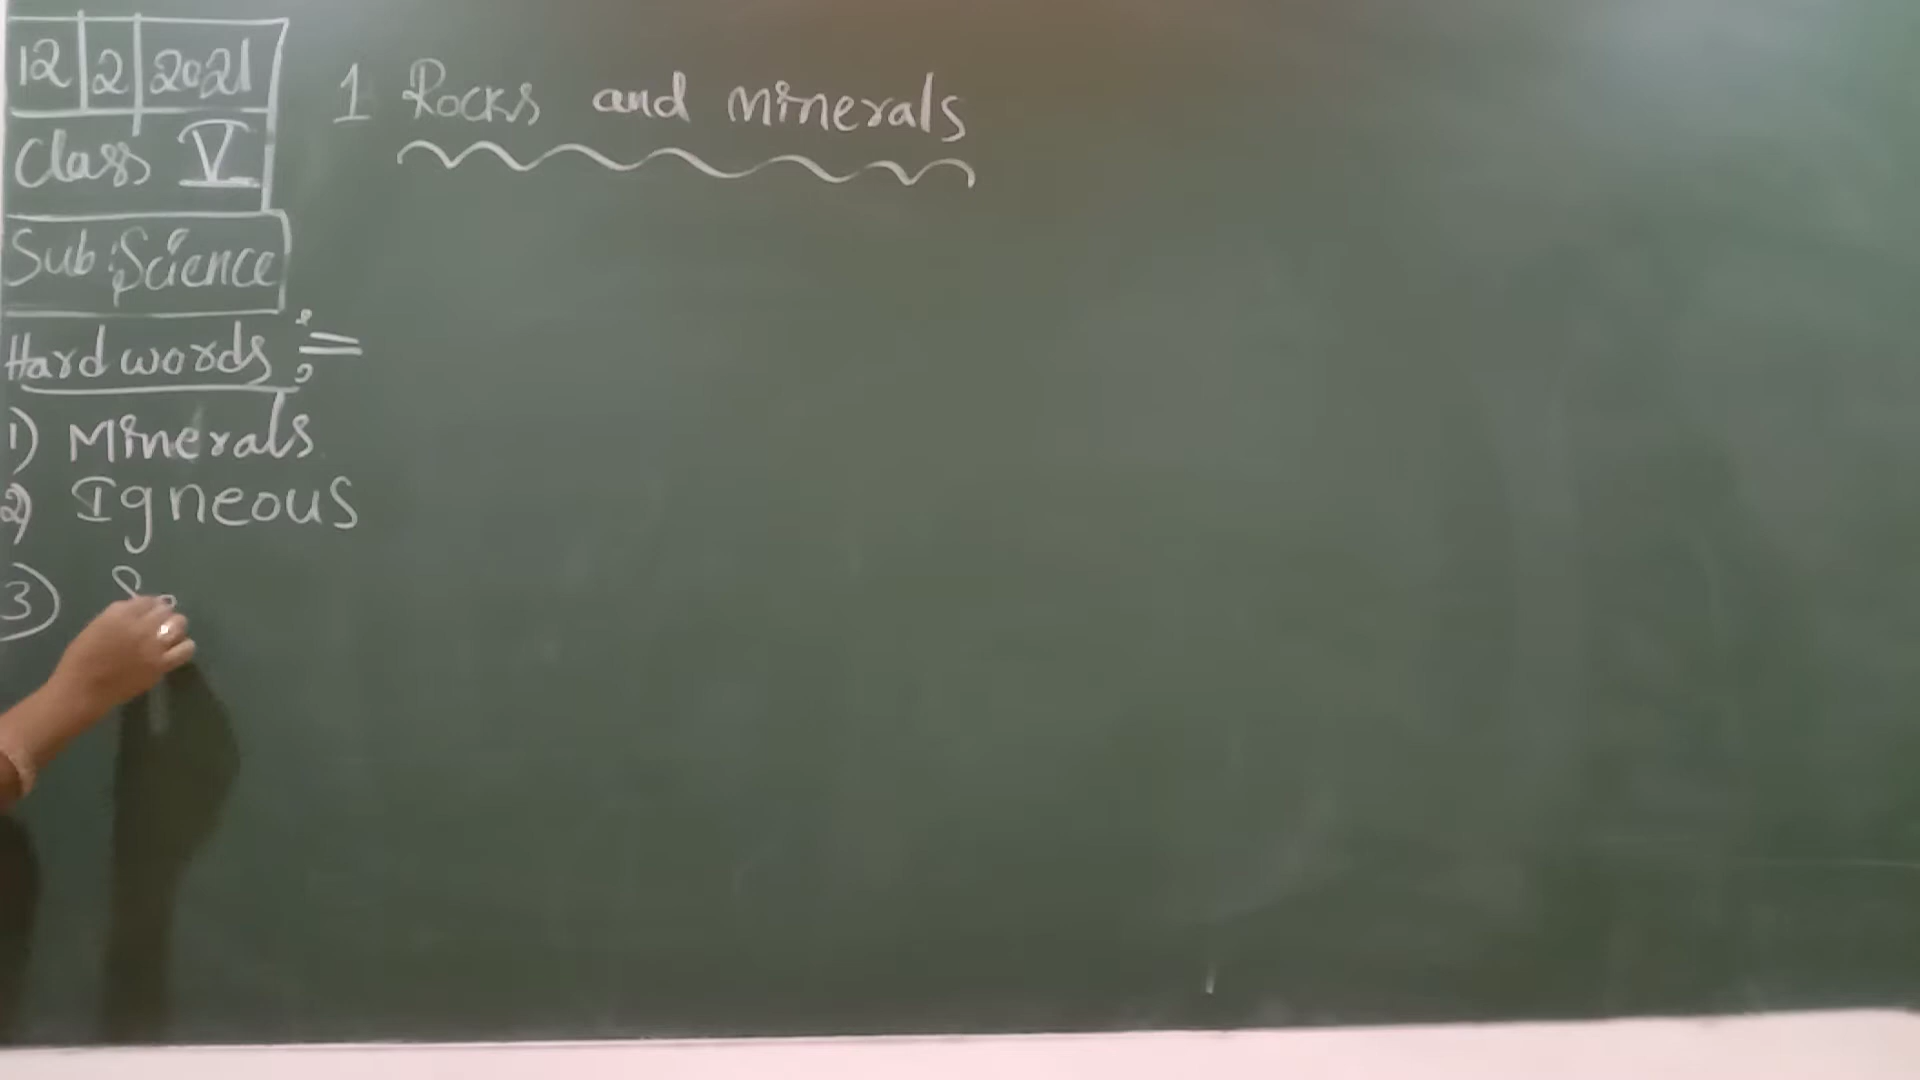 12 2 2021
1 Rocks and minerals
Class V
Sub: Science
Hard words :=
1) Minerals
2) Igneous
3)